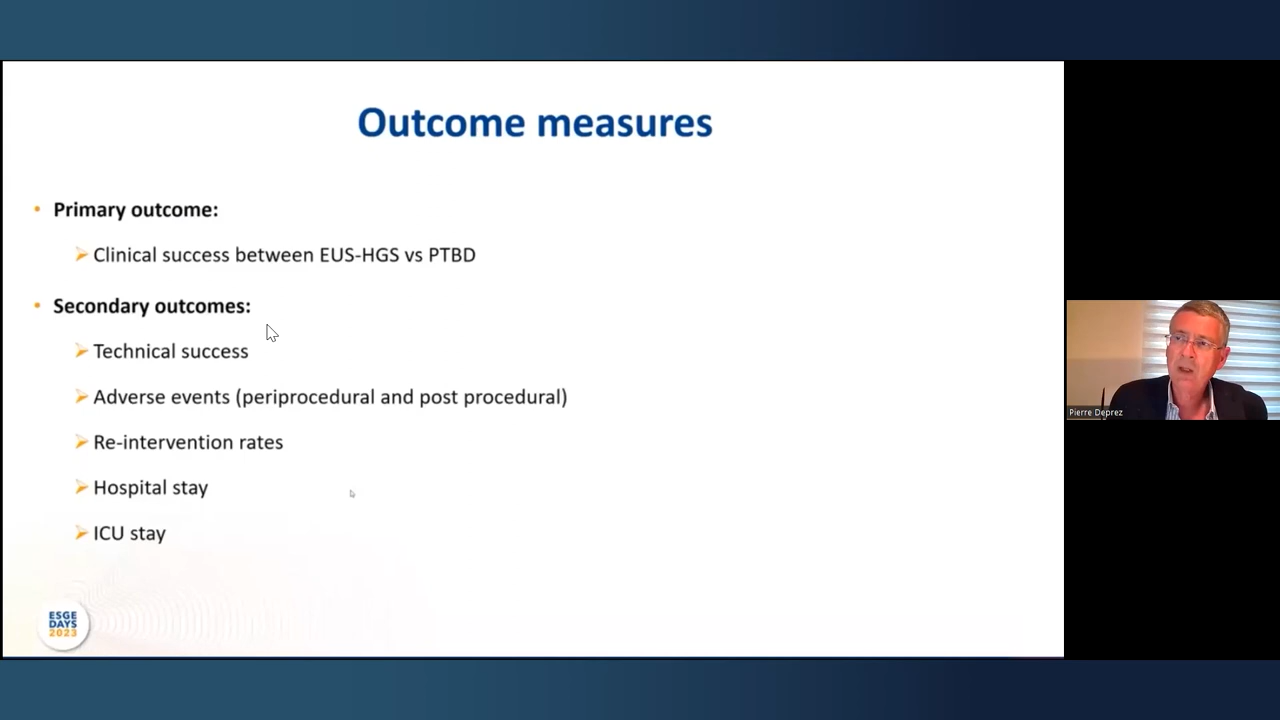 Outcome measures
• Primary outcome:
➢ Clinical success between EUS-HGS vs PTBD
• Secondary outcomes:
➢ Technical success
➢ Adverse events (periprocedural and post procedural)
➢ Re-intervention rates
➢ Hospital stay
➢ ICU stay
ESGE
DAYS
2023
Pierre Deprez